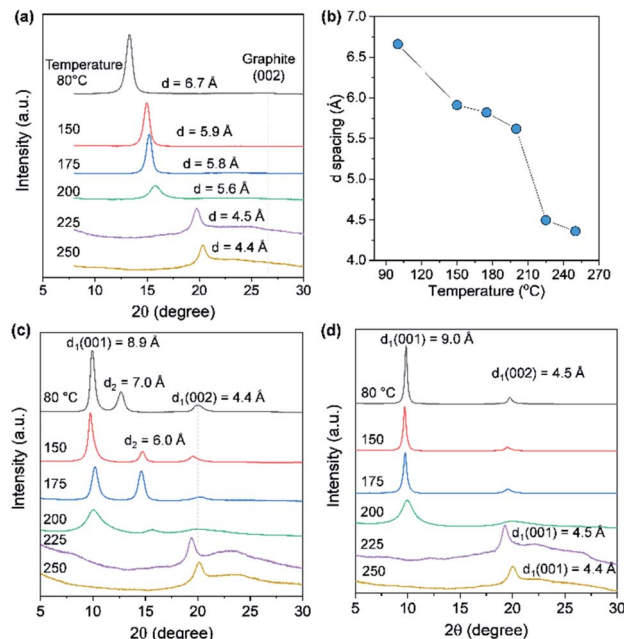 (a)
Temperature
80°C
d = 6.7 Å
Graphite
(002)
150
d = 5.9 Å
175
d = 5.8 Å
200
d = 5.6 Å
225
d = 4.5 Å
250
d = 4.4 Å
Intensity (a.u.)
5 10 15 20 25 30
2θ (degree)
(b)
7.0
6.5
6.0
5.5
5.0
4.5
4.0
d spacing (Å)
90 120 150 180 210 240 270
Temperature (°C)
(c)
d₁(001) = 8.9 Å
d₂ = 7.0 Å
80 °C
d₁(002) = 4.4 Å
150
d₂ = 6.0 Å
175
200
225
250
Intensity (a.u.)
5 10 15 20 25 30
2θ (degree)
(d)
d₁(001) = 9.0 Å
d₁(002) = 4.5 Å
80 °C
150
175
200
225
d₁(001) = 4.5 Å
250
d₁(001) = 4.4 Å
Intensity (a.u.)
5 10 15 20 25 30
2θ (degree)